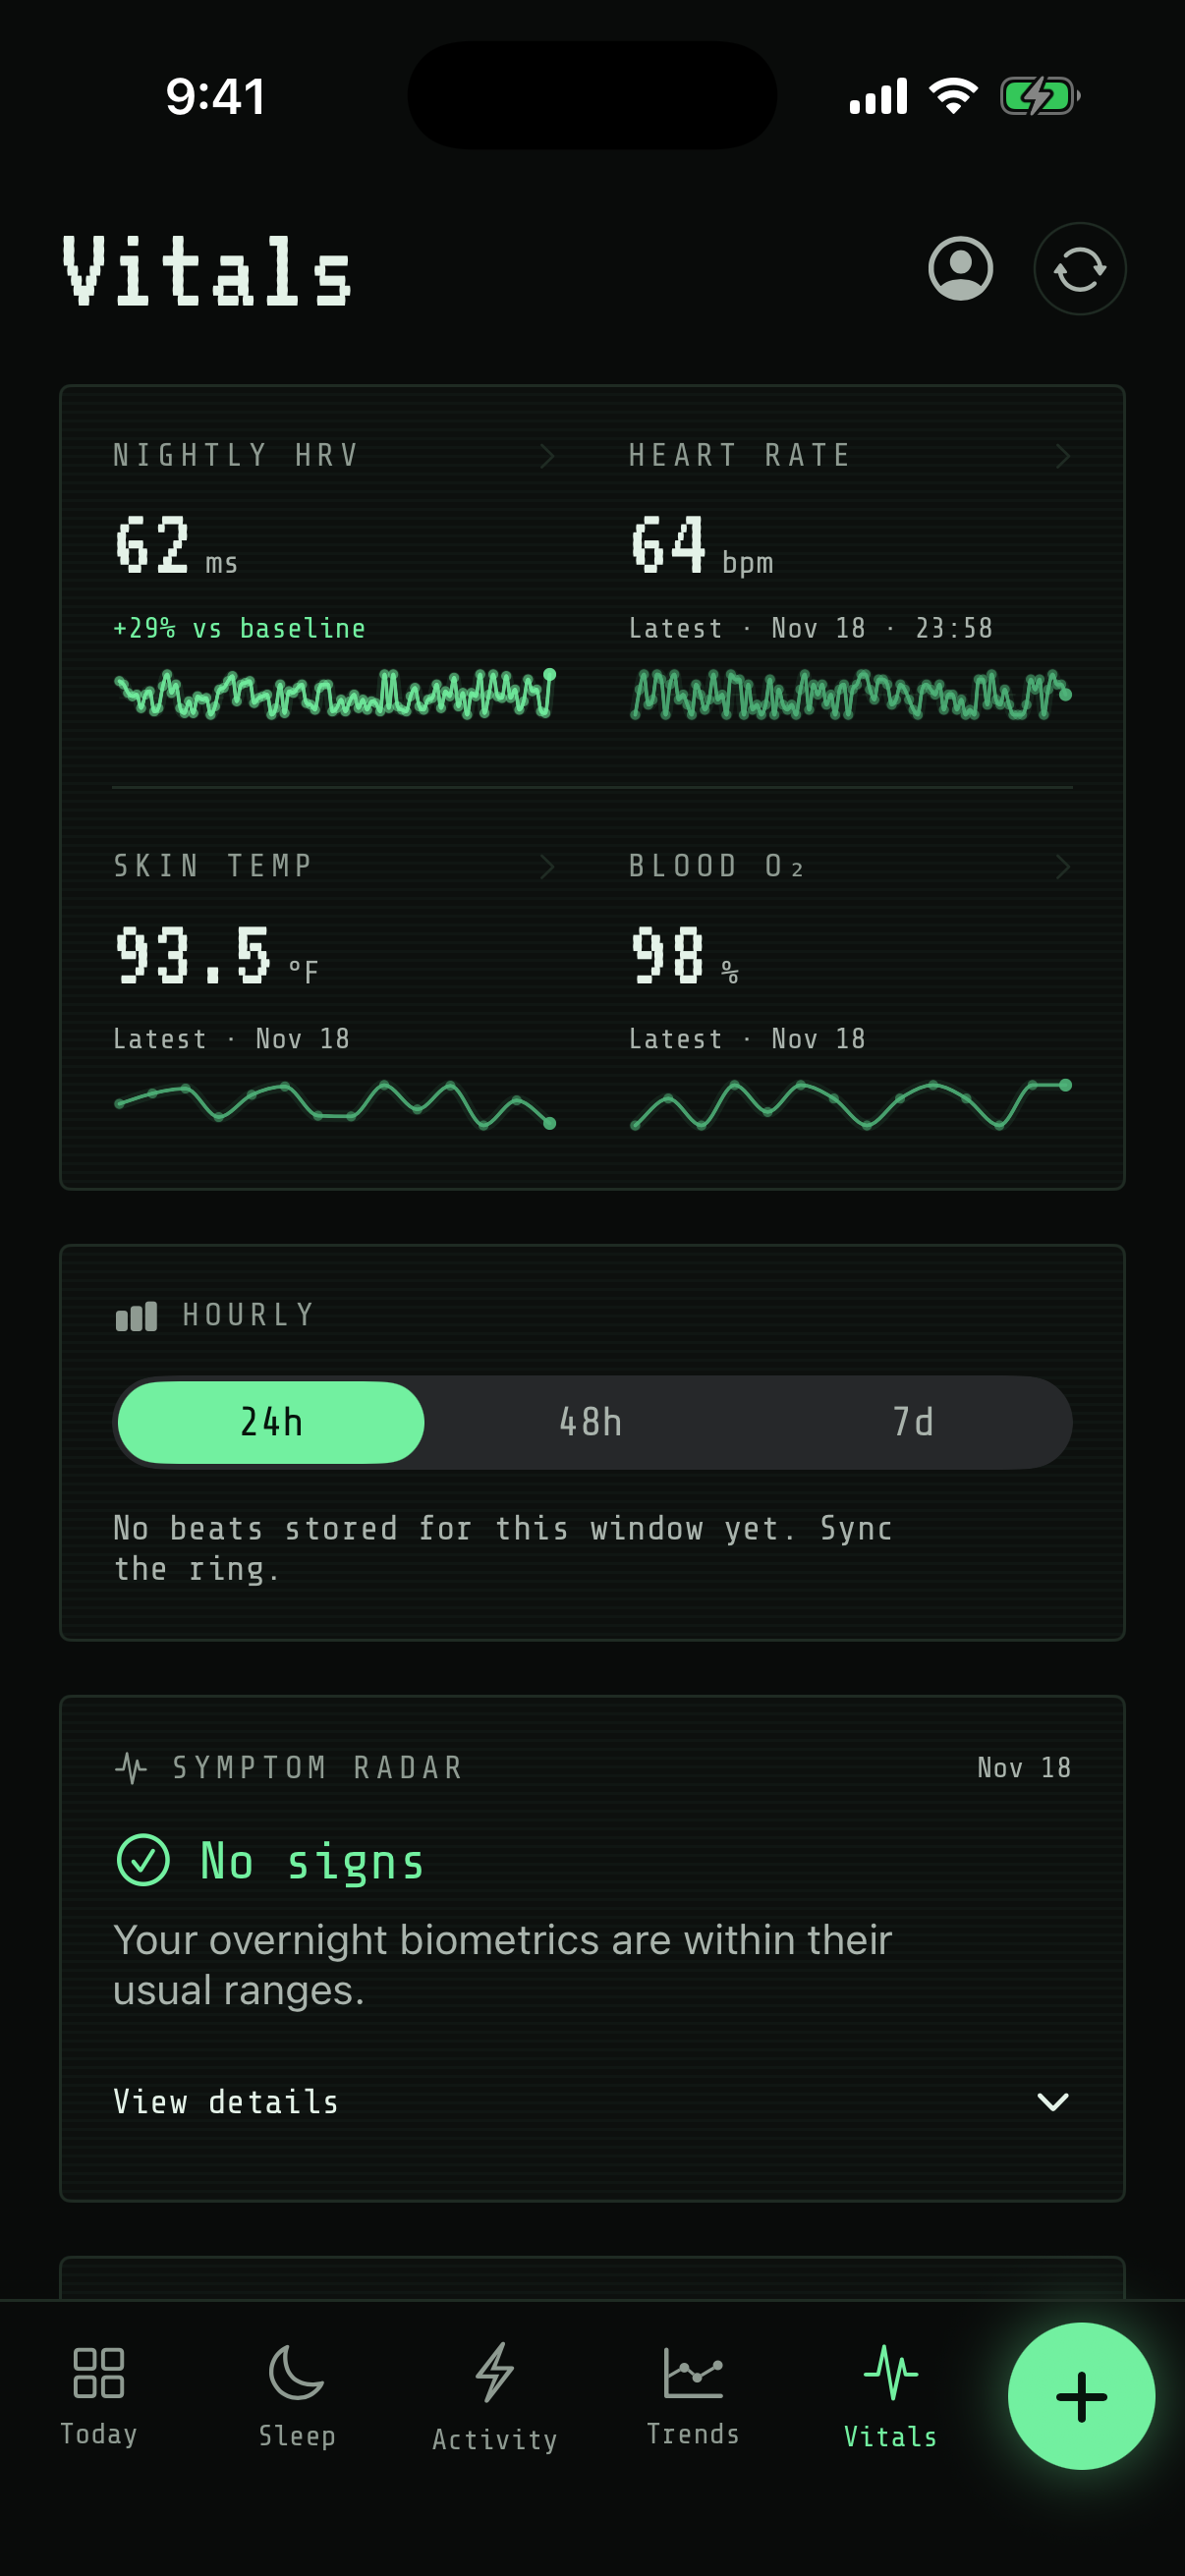 9:41
Vitals
NIGHTLY HRV
62 ms
+29% vs baseline
HEART RATE
64 bpm
Latest · Nov 18 · 23:58
SKIN TEMP
93.5 °F
Latest · Nov 18
BLOOD O₂
98 %
Latest · Nov 18
HOURLY
24h
48h
7d
No beats stored for this window yet. Sync
the ring.
SYMPTOM RADAR
Nov 18
No signs
Your overnight biometrics are within their
usual ranges.
View details
Today
Sleep
Activity
Trends
Vitals